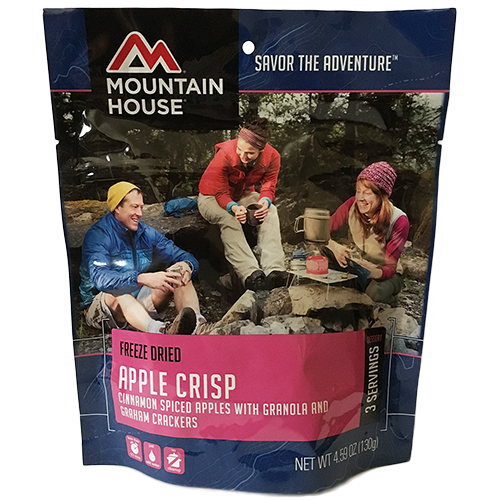 MOUNTAIN
HOUSE®
SAVOR THE ADVENTURE™
FREEZE DRIED
APPLE CRISP
CINNAMON SPICED APPLES WITH GRANOLA AND
GRAHAM CRACKERS
DESSERT
3 SERVINGS
NET WT 4.59 OZ (130g)